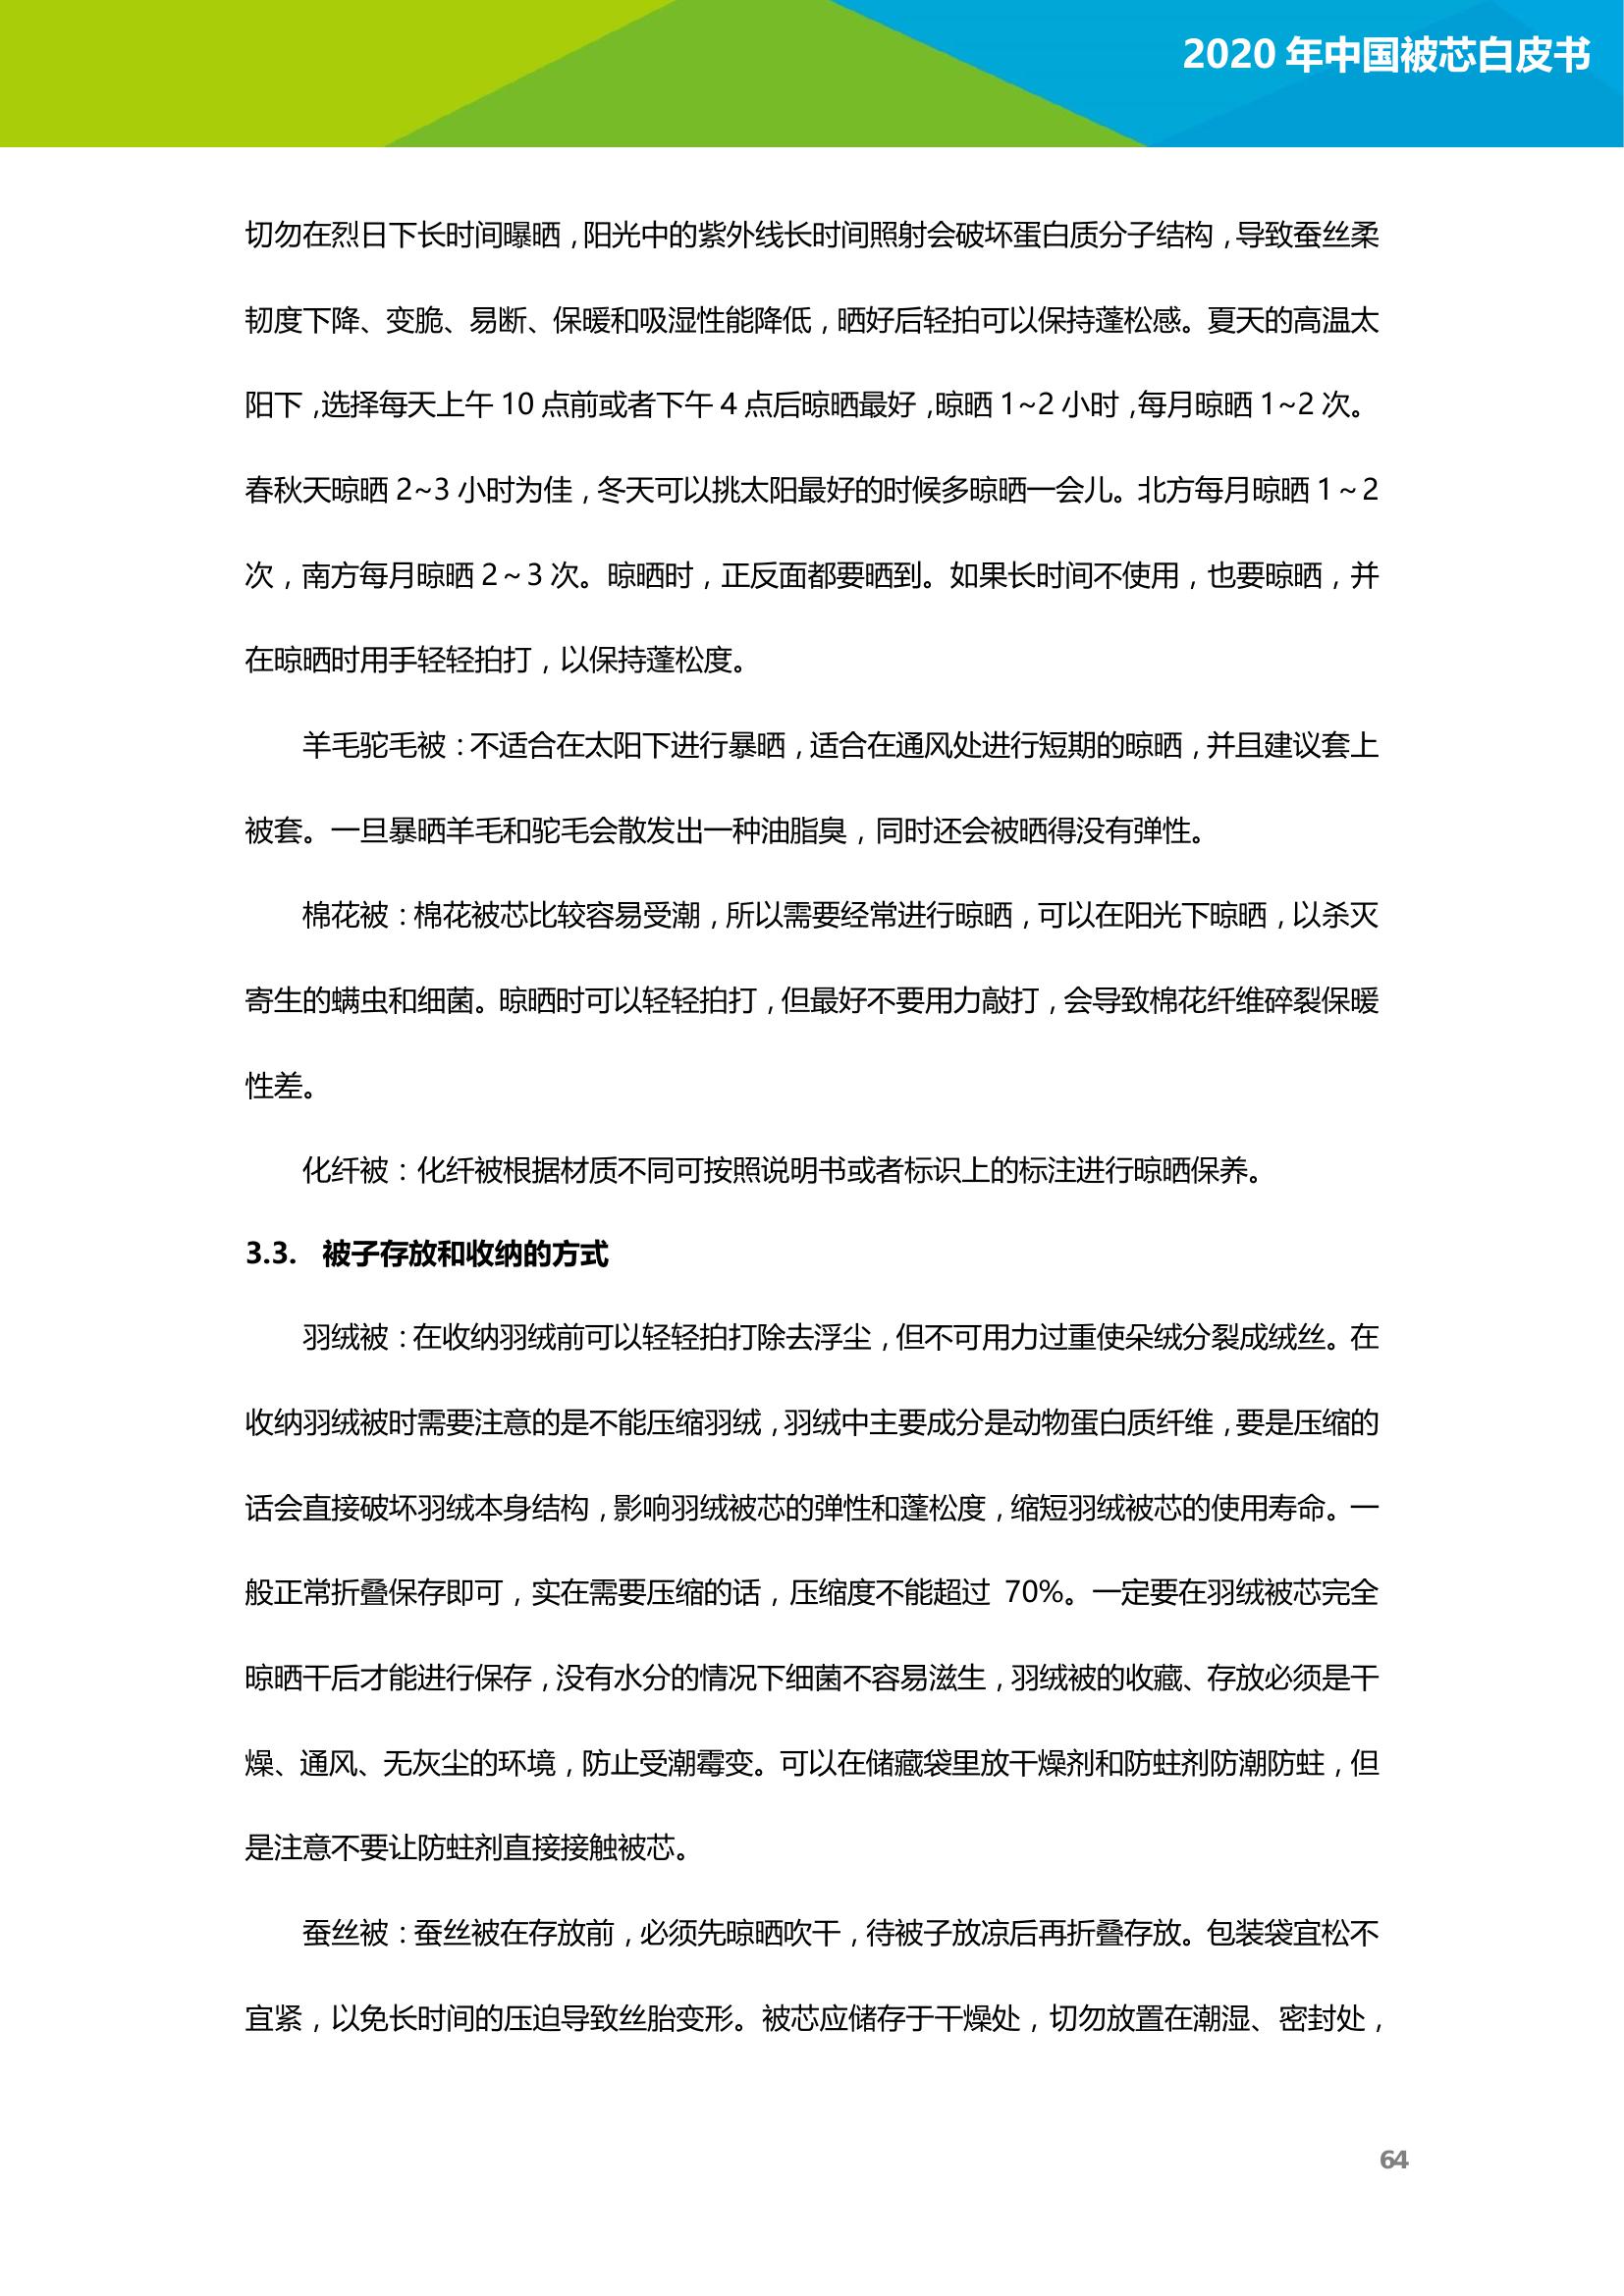 2020 年中国被芯白皮书
切勿在烈日下长时间曝晒，阳光中的紫外线长时间照射会破坏蛋白质分子结构，导致蚕丝柔
韧度下降、变脆、易断、保暖和吸湿性能降低，晒好后轻拍可以保持蓬松感。夏天的高温太
阳下，选择每天上午 10 点前或者下午 4 点后晾晒最好，晾晒 1~2 小时，每月晾晒 1~2 次。
春秋天晾晒 2~3 小时为佳，冬天可以挑太阳最好的时候多晾晒一会儿。北方每月晾晒 1～2
次，南方每月晾晒 2～3 次。晾晒时，正反面都要晒到。如果长时间不使用，也要晾晒，并
在晾晒时用手轻轻拍打，以保持蓬松度。
羊毛驼毛被：不适合在太阳下进行暴晒，适合在通风处进行短期的晾晒，并且建议套上
被套。一旦暴晒羊毛和驼毛会散发出一种油脂臭，同时还会被晒得没有弹性。
棉花被：棉花被芯比较容易受潮，所以需要经常进行晾晒，可以在阳光下晾晒，以杀灭
寄生的螨虫和细菌。晾晒时可以轻轻拍打，但最好不要用力敲打，会导致棉花纤维碎裂保暖
性差。
化纤被：化纤被根据材质不同可按照说明书或者标识上的标注进行晾晒保养。
3.3. 被子存放和收纳的方式
羽绒被：在收纳羽绒前可以轻轻拍打除去浮尘，但不可用力过重使朵绒分裂成绒丝。在
收纳羽绒被时需要注意的是不能压缩羽绒，羽绒中主要成分是动物蛋白质纤维，要是压缩的
话会直接破坏羽绒本身结构，影响羽绒被芯的弹性和蓬松度，缩短羽绒被芯的使用寿命。一
般正常折叠保存即可，实在需要压缩的话，压缩度不能超过 70%。一定要在羽绒被芯完全
晾晒干后才能进行保存，没有水分的情况下细菌不容易滋生，羽绒被的收藏、存放必须是干
燥、通风、无灰尘的环境，防止受潮霉变。可以在储藏袋里放干燥剂和防蛀剂防潮防蛀，但
是注意不要让防蛀剂直接接触被芯。
蚕丝被：蚕丝被在存放前，必须先晾晒吹干，待被子放凉后再折叠存放。包装袋宜松不
宜紧，以免长时间的压迫导致丝胎变形。被芯应储存于干燥处，切勿放置在潮湿、密封处，
64